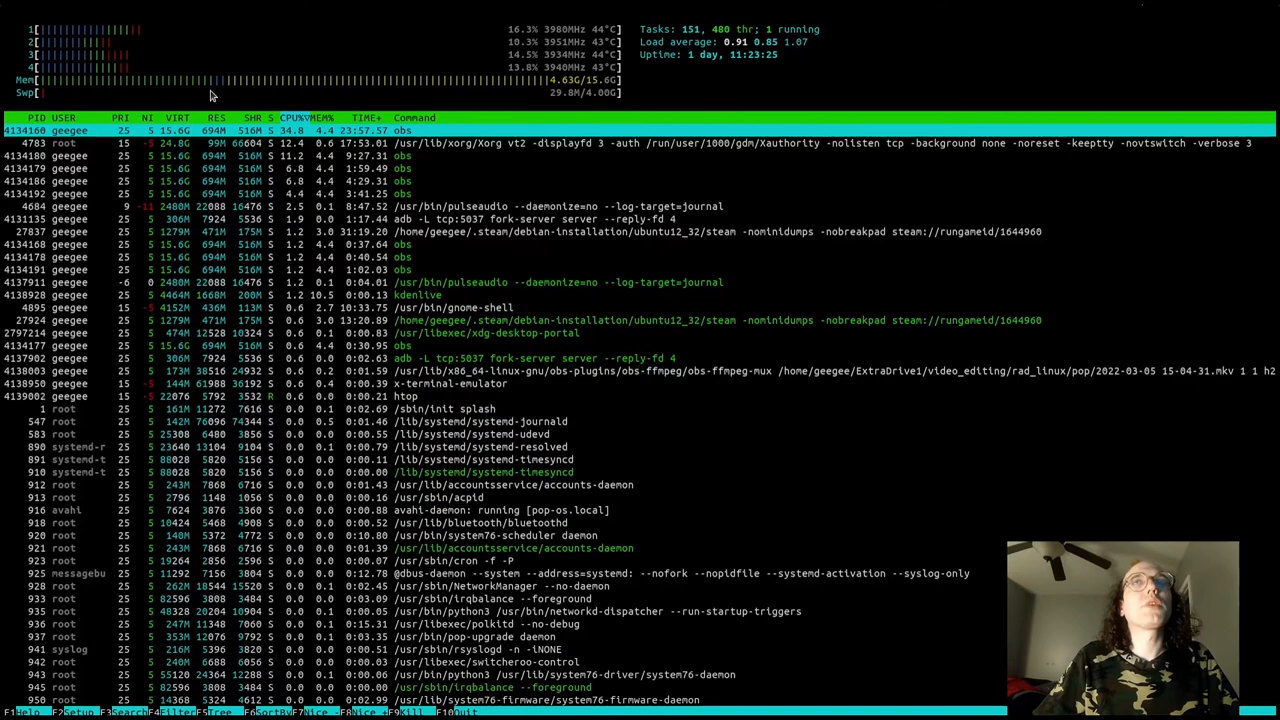 1[||||||||||||||||||| 16.3% 3980MHz 44°C] Tasks: 151, 480 thr; 1 running
2[||||||||||||| 10.3% 3951MHz 43°C] Load average: 0.91 0.85 1.07
3[|||||||||||||||| 14.5% 3934MHz 44°C] Uptime: 1 day, 11:23:25
4[|||||||||||||||| 13.8% 3940MHz 43°C]
Mem[||||||||||||||||||||||||||||||||||||||||||||||||||||||||||||||||||||||||||||||||4.63G/15.6G]
Swp[| 29.8M/4.00G]
PID USER PRI NI VIRT RES SHR S CPU%▽MEM% TIME+ Command
4134160 geegee 25 5 15.6G 694M 516M S 34.8 4.4 23:57.57 obs
4783 root 15 -5 24.8G 99M 66604 S 12.4 0.6 17:53.01 /usr/lib/xorg/Xorg vt2 -displayfd 3 -auth /run/user/1000/gdm/Xauthority -nolisten tcp -background none -noreset -keeptty -novtswitch -verbose 3
4134180 geegee 25 5 15.6G 694M 516M S 11.2 4.4 9:27.31 obs
4134185 geegee 25 5 15.6G 694M 516M S 6.8 4.4 1:59.49 obs
4134186 geegee 25 5 15.6G 694M 516M S 6.8 4.4 4:29.31 obs
4134192 geegee 25 5 15.6G 694M 516M S 4.4 4.4 3:41.25 obs
4684 geegee 9 -11 2480M 22088 16476 S 2.5 0.1 8:47.52 /usr/bin/pulseaudio --daemonize=no --log-target=journal
4131135 geegee 25 5 306M 7924 5536 S 1.9 0.0 1:17.44 adb -L tcp:5037 fork-server server --reply-fd 4
27837 geegee 25 5 1279M 471M 175M S 1.2 3.0 31:19.20 /home/geegee/.steam/debian-installation/ubuntu12_32/steam -nominidumps -nobreakpad steam://rungameid/1644960
4134168 geegee 25 5 15.6G 694M 516M S 1.2 4.4 0:37.64 obs
4134178 geegee 25 5 15.6G 694M 516M S 1.2 4.4 0:40.54 obs
4134191 geegee 25 5 15.6G 694M 516M S 1.2 4.4 1:02.03 obs
4137911 geegee -6 0 2480M 22088 16476 S 1.2 0.1 0:04.01 /usr/bin/pulseaudio --daemonize=no --log-target=journal
4138928 geegee 25 5 4464M 1668M 200M S 1.2 10.5 0:00.13 kdenlive
4895 geegee 15 -5 4152M 436M 113M S 0.6 2.7 10:33.75 /usr/bin/gnome-shell
27924 geegee 25 5 1279M 471M 175M S 0.6 3.0 13:20.89 /home/geegee/.steam/debian-installation/ubuntu12_32/steam -nominidumps -nobreakpad steam://rungameid/1644960
2797214 geegee 25 5 474M 12528 10324 S 0.6 0.1 0:00.83 /usr/libexec/xdg-desktop-portal
4134177 geegee 25 5 15.6G 694M 516M S 0.6 4.4 0:30.95 obs
4137902 geegee 25 5 306M 7924 5536 S 0.6 0.0 0:02.63 adb -L tcp:5037 fork-server server --reply-fd 4
4138003 geegee 25 5 173M 38516 24932 S 0.6 0.2 0:01.59 /usr/lib/x86_64-linux-gnu/obs-plugins/obs-ffmpeg/obs-ffmpeg-mux /home/geegee/ExtraDrive1/video_editing/rad_linux/pop/2022-03-05 15-04-31.mkv 1 1 h2
4138950 geegee 15 -5 144M 61988 36192 S 0.6 0.4 0:00.39 x-terminal-emulator
4139002 geegee 15 -5 22076 5792 3532 R 0.6 0.0 0:00.21 htop
1 root 25 5 161M 11272 7616 S 0.0 0.1 0:02.69 /sbin/init splash
547 root 25 5 142M 76096 74344 S 0.0 0.5 0:01.46 /lib/systemd/systemd-journald
583 root 25 5 25308 6480 3856 S 0.0 0.0 0:00.55 /lib/systemd/systemd-udevd
890 systemd-r 25 5 23640 13104 9104 S 0.0 0.1 0:00.79 /lib/systemd/systemd-resolved
891 systemd-t 25 5 88028 5820 5156 S 0.0 0.0 0:00.11 /lib/systemd/systemd-timesyncd
910 systemd-t 25 5 88028 5820 5156 S 0.0 0.0 0:00.00 /lib/systemd/systemd-timesyncd
912 root 25 5 243M 7868 6716 S 0.0 0.0 0:01.43 /usr/lib/accountsservice/accounts-daemon
913 root 25 5 2796 1148 1056 S 0.0 0.0 0:00.16 /usr/sbin/acpid
916 avahi 25 5 7624 3876 3360 S 0.0 0.0 0:00.88 avahi-daemon: running [pop-os.local]
918 root 25 5 10424 5468 4908 S 0.0 0.0 0:00.52 /usr/lib/bluetooth/bluetoothd
920 root 25 5 140M 5372 4772 S 0.0 0.0 0:10.80 /usr/bin/system76-scheduler daemon
921 root 25 5 243M 7868 6716 S 0.0 0.0 0:01.39 /usr/lib/accountsservice/accounts-daemon
923 root 25 5 19264 2856 2596 S 0.0 0.0 0:00.06 /usr/sbin/cron -f -P
925 messagebu 25 5 11292 7156 3804 S 0.0 0.0 0:12.78 @dbus-daemon --system --address=systemd: --nofork --nopidfile --systemd-activation --syslog-only
928 root 25 5 262M 18544 15520 S 0.0 0.1 0:02.45 /usr/sbin/NetworkManager --no-daemon
933 root 25 5 82596 3808 3484 S 0.0 0.0 0:03.09 /usr/sbin/irqbalance --foreground
935 root 25 5 48328 20204 10904 S 0.0 0.1 0:00.05 /usr/bin/python3 /usr/bin/networkd-dispatcher --run-startup-triggers
936 root 25 5 247M 11348 7060 S 0.0 0.1 0:15.31 /usr/libexec/polkitd --no-debug
937 root 25 5 353M 12076 9792 S 0.0 0.1 0:03.35 /usr/bin/pop-upgrade daemon
941 syslog 25 5 216M 5396 3820 S 0.0 0.0 0:00.51 /usr/sbin/rsyslogd -n -iNONE
942 root 25 5 240M 6688 6056 S 0.0 0.0 0:00.03 /usr/libexec/switcheroo-control
943 root 25 5 55120 24364 12288 S 0.0 0.1 0:00.07 /usr/bin/python3 /usr/lib/system76-driver/system76-daemon
945 root 25 5 82596 3808 3484 S 0.0 0.0 0:00.00 /usr/sbin/irqbalance --foreground
950 root 25 5 14368 5324 4612 S 0.0 0.0 0:02.99 /usr/lib/system76-firmware/system76-firmware-daemon
F1Help F2Setup F3SearchF4FilterF5Tree F6SortByF7Nice -F8Nice +F9Kill F10Quit